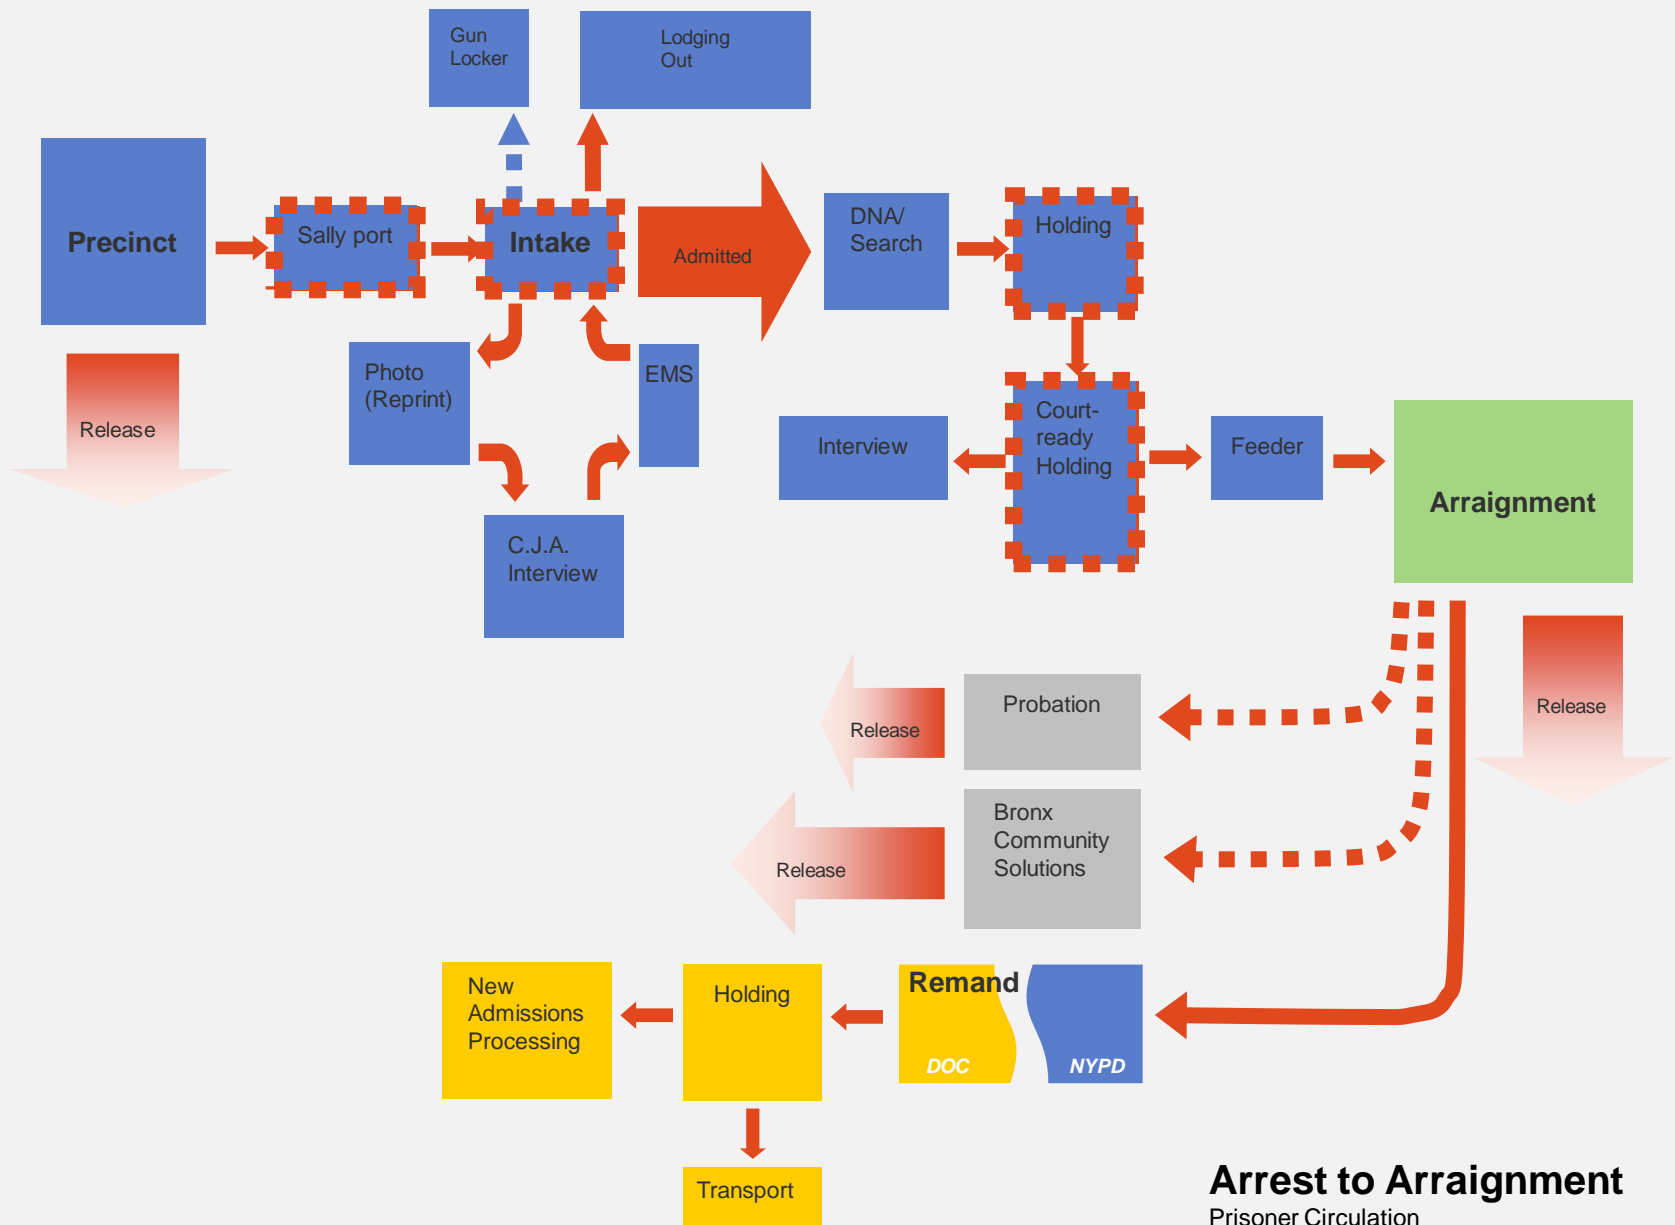 Gun
Locker
Lodging
Out
Precinct
Sally port
Intake
Admitted
DNA/
Search
Holding
Release
Photo
(Reprint)
EMS
C.J.A.
Interview
Interview
Court-
ready
Holding
Feeder
Arraignment
Release
Probation
Release
Bronx
Community
Solutions
Release
New
Admissions
Processing
Holding
Remand
DOC
NYPD
Transport
Arrest to Arraignment
Prisoner Circulation